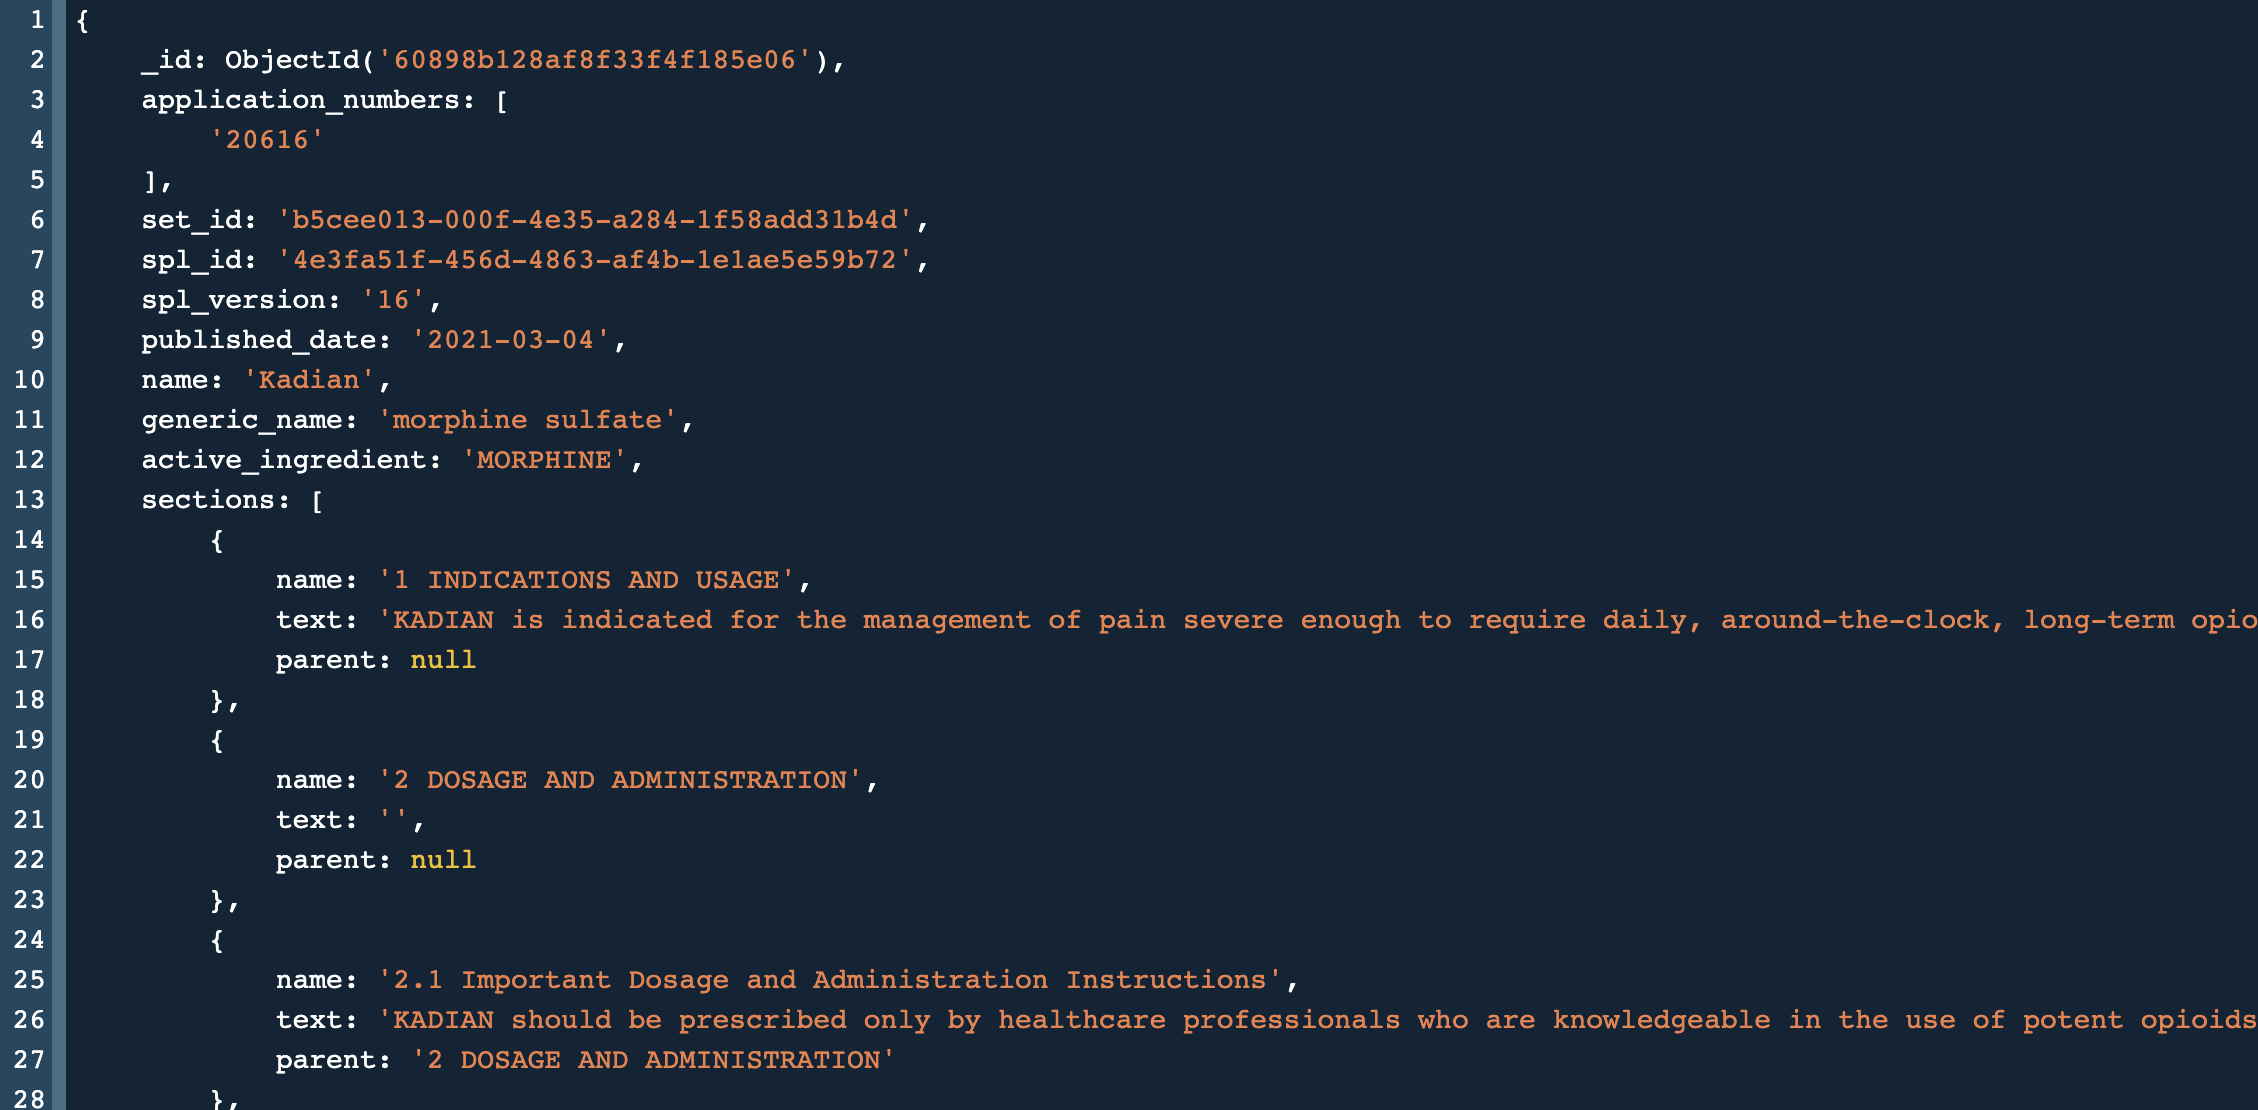 1 {
2 _id: ObjectId('60898b128af8f33f4f185e06'),
3 application_numbers: [
4 '20616'
5 ],
6 set_id: 'b5cee013-000f-4e35-a284-1f58add31b4d',
7 spl_id: '4e3fa51f-456d-4863-af4b-1e1ae5e59b72',
8 spl_version: '16',
9 published_date: '2021-03-04',
10 name: 'Kadian',
11 generic_name: 'morphine sulfate',
12 active_ingredient: 'MORPHINE',
13 sections: [
14 {
15 name: '1 INDICATIONS AND USAGE',
16 text: 'KADIAN is indicated for the management of pain severe enough to require daily, around-the-clock, long-term opio
17 parent: null
18 },
19 {
20 name: '2 DOSAGE AND ADMINISTRATION',
21 text: '',
22 parent: null
23 },
24 {
25 name: '2.1 Important Dosage and Administration Instructions',
26 text: 'KADIAN should be prescribed only by healthcare professionals who are knowledgeable in the use of potent opioids
27 parent: '2 DOSAGE AND ADMINISTRATION'
28 },